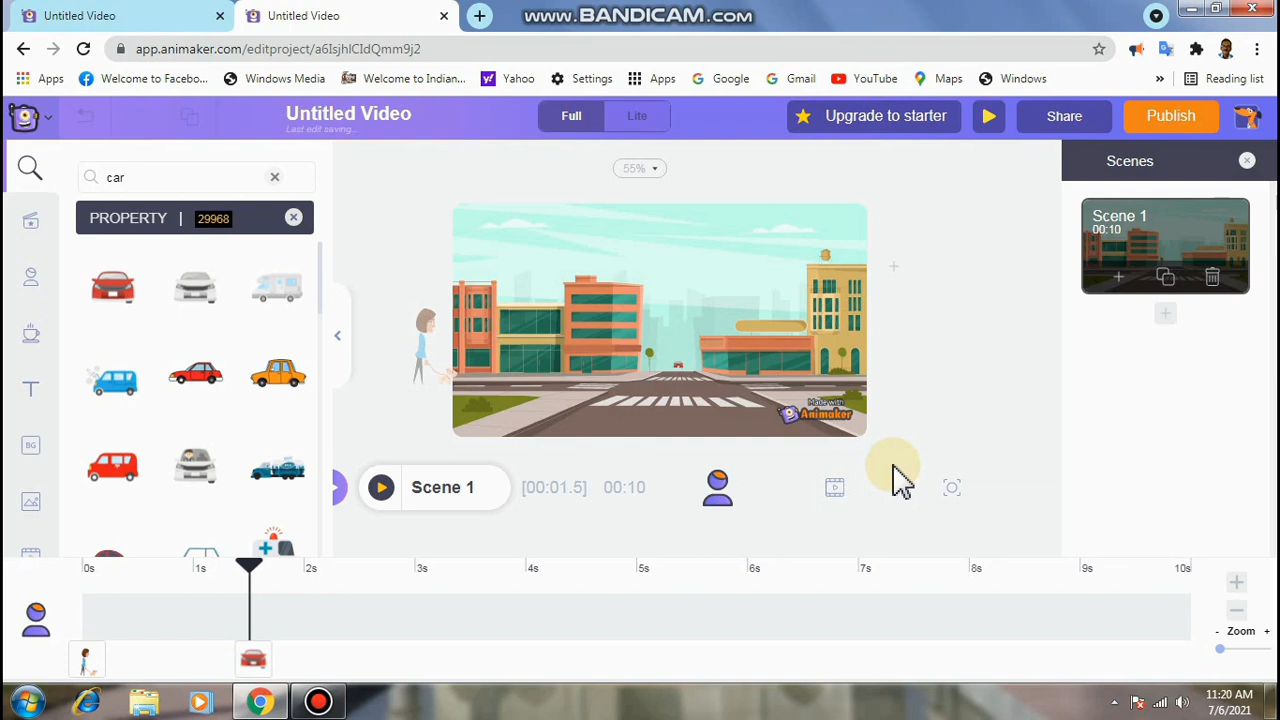 Untitled Video
Untitled Video
www.BANDICAM.com
app.animaker.com/editproject/a6IsjhlCIdQmm9j2
Apps
Welcome to Facebo...
Windows Media
Welcome to Indian...
Yahoo
Settings
Apps
Google
Gmail
YouTube
Maps
Windows
»
Reading list
Untitled Video
Last edit saving...
Full
Lite
Upgrade to starter
Share
Publish
car
55%
Scenes
PROPERTY | 29968
Scene 1
00:10
Made with
Animaker
Scene 1
[00:01.5] 00:10
0s 1s 2s 3s 4s 5s 6s 7s 8s 9s 10s
- Zoom +
11:20 AM
7/6/2021